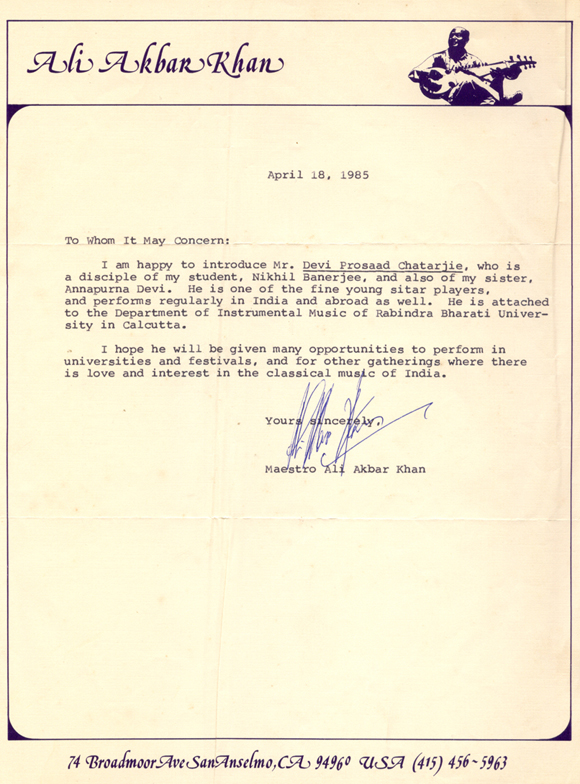 Ali Akbar Khan
April 18, 1985
To Whom It May Concern:
I am happy to introduce Mr. Devi Prosaad Chatarjie, who is
a disciple of my student, Nikhil Banerjee, and also of my sister,
Annapurna Devi. He is one of the fine young sitar players,
and performs regularly in India and abroad as well. He is attached
to the Department of Instrumental Music of Rabindra Bharati Univer-
sity in Calcutta.
I hope he will be given many opportunities to perform in
universities and festivals, and for other gatherings where there
is love and interest in the classical music of India.
Yours sincerely,
Maestro Ali Akbar Khan
74 Broadmoor Ave San Anselmo, CA 94960 USA (415) 456-5963